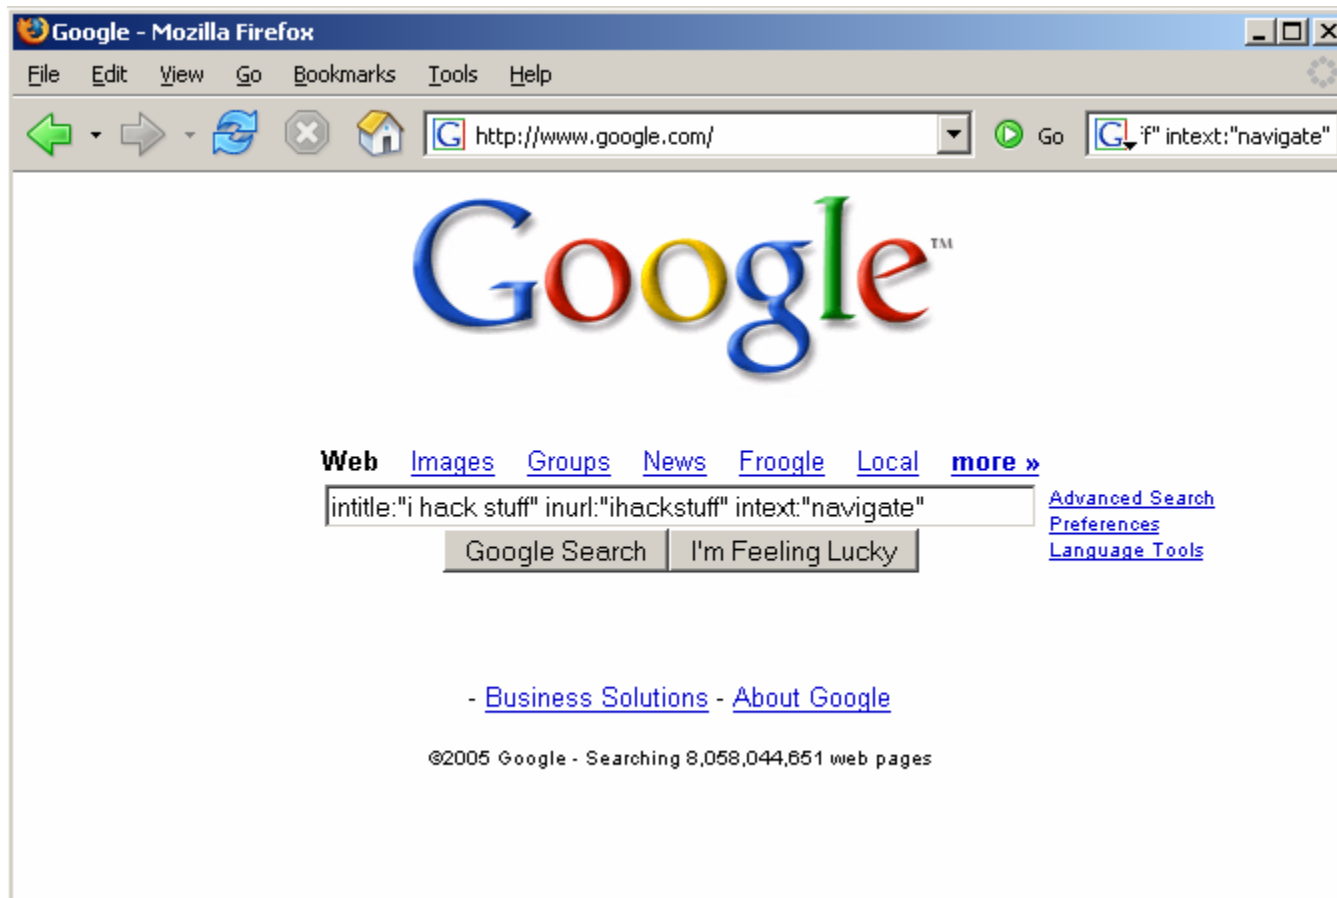 Google - Mozilla Firefox
File Edit View Go Bookmarks Tools Help
G http://www.google.com/ Go G f" intext:"navigate"
Google™
Web Images Groups News Froogle Local more »
intitle:"i hack stuff" inurl:"ihackstuff" intext:"navigate"
Advanced Search
Preferences
Language Tools
Google Search I'm Feeling Lucky
- Business Solutions - About Google
©2005 Google - Searching 8,058,044,651 web pages